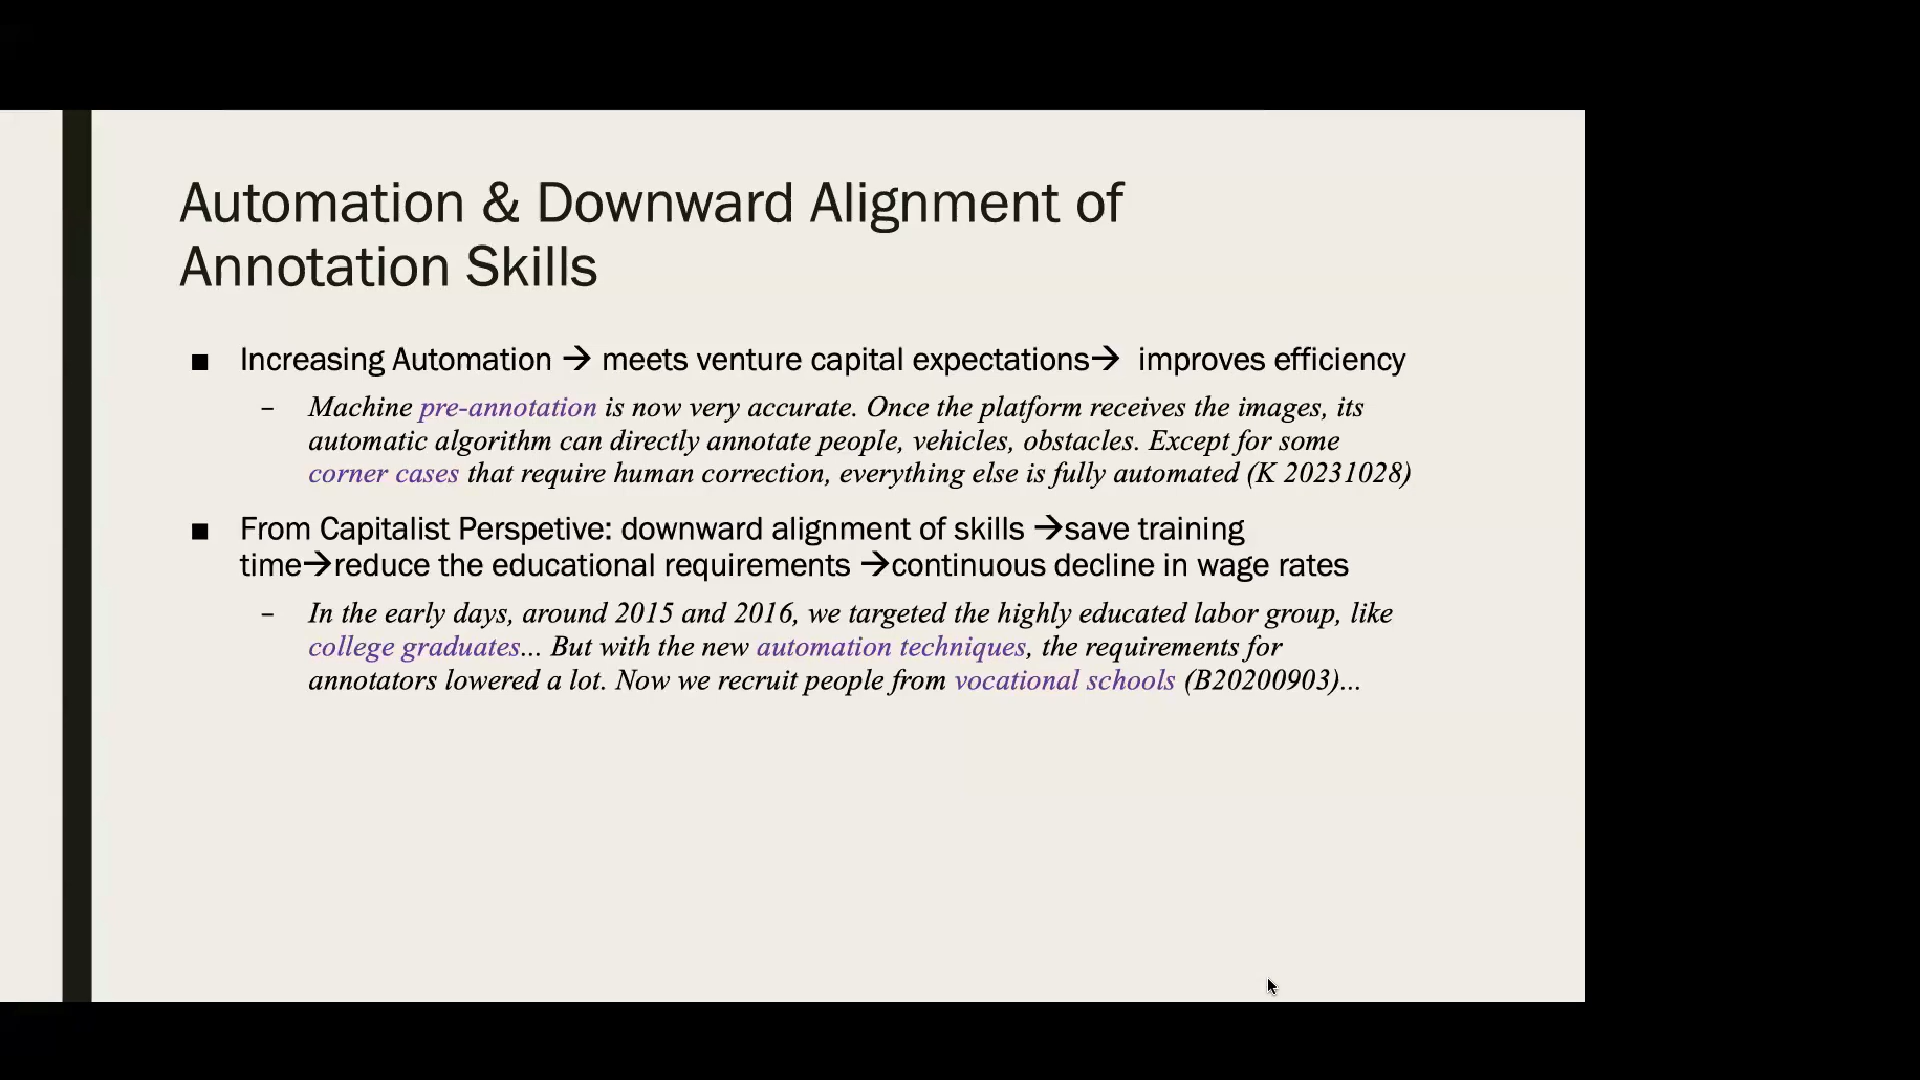 Automation & Downward Alignment of
Annotation Skills
■ Increasing Automation → meets venture capital expectations→ improves efficiency
– Machine pre-annotation is now very accurate. Once the platform receives the images, its
automatic algorithm can directly annotate people, vehicles, obstacles. Except for some
corner cases that require human correction, everything else is fully automated (K 20231028)
■ From Capitalist Perspetive: downward alignment of skills →save training
time→reduce the educational requirements →continuous decline in wage rates
– In the early days, around 2015 and 2016, we targeted the highly educated labor group, like
college graduates... But with the new automation techniques, the requirements for
annotators lowered a lot. Now we recruit people from vocational schools (B20200903)...